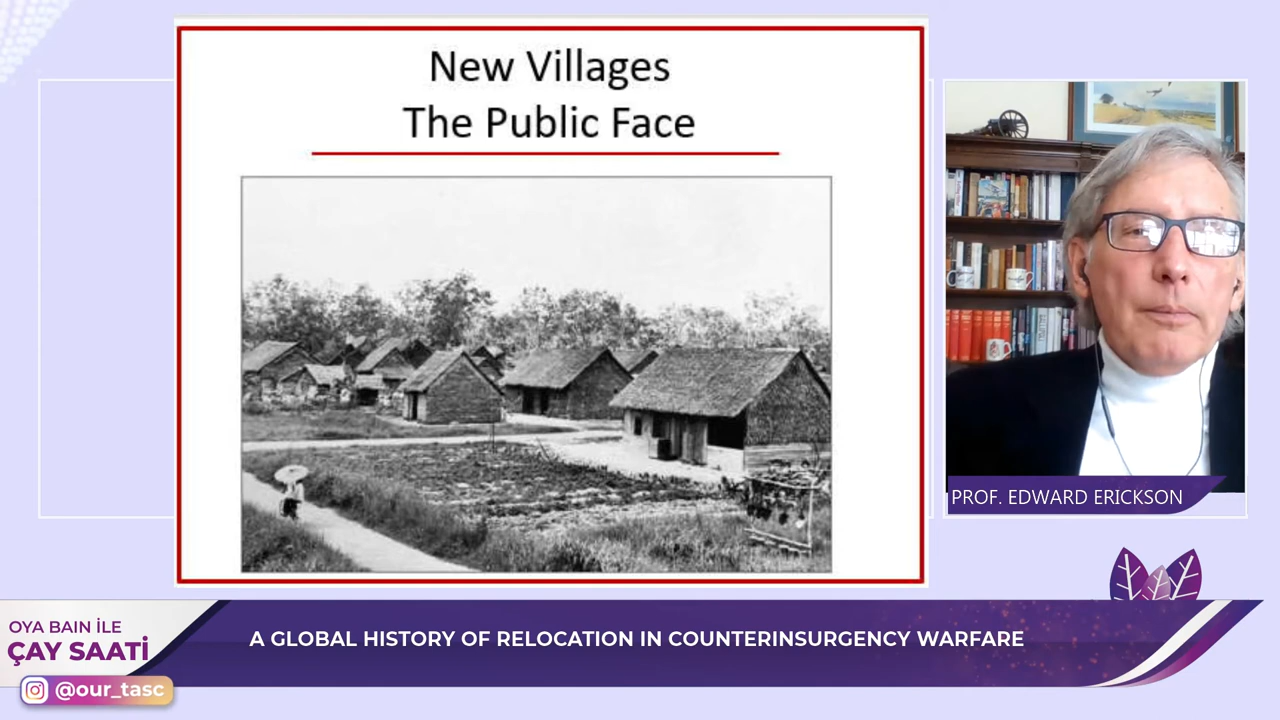 New Villages
The Public Face
PROF. EDWARD ERICKSON
OYA BAIN İLE
ÇAY SAATİ
A GLOBAL HISTORY OF RELOCATION IN COUNTERINSURGENCY WARFARE
@our_tasc